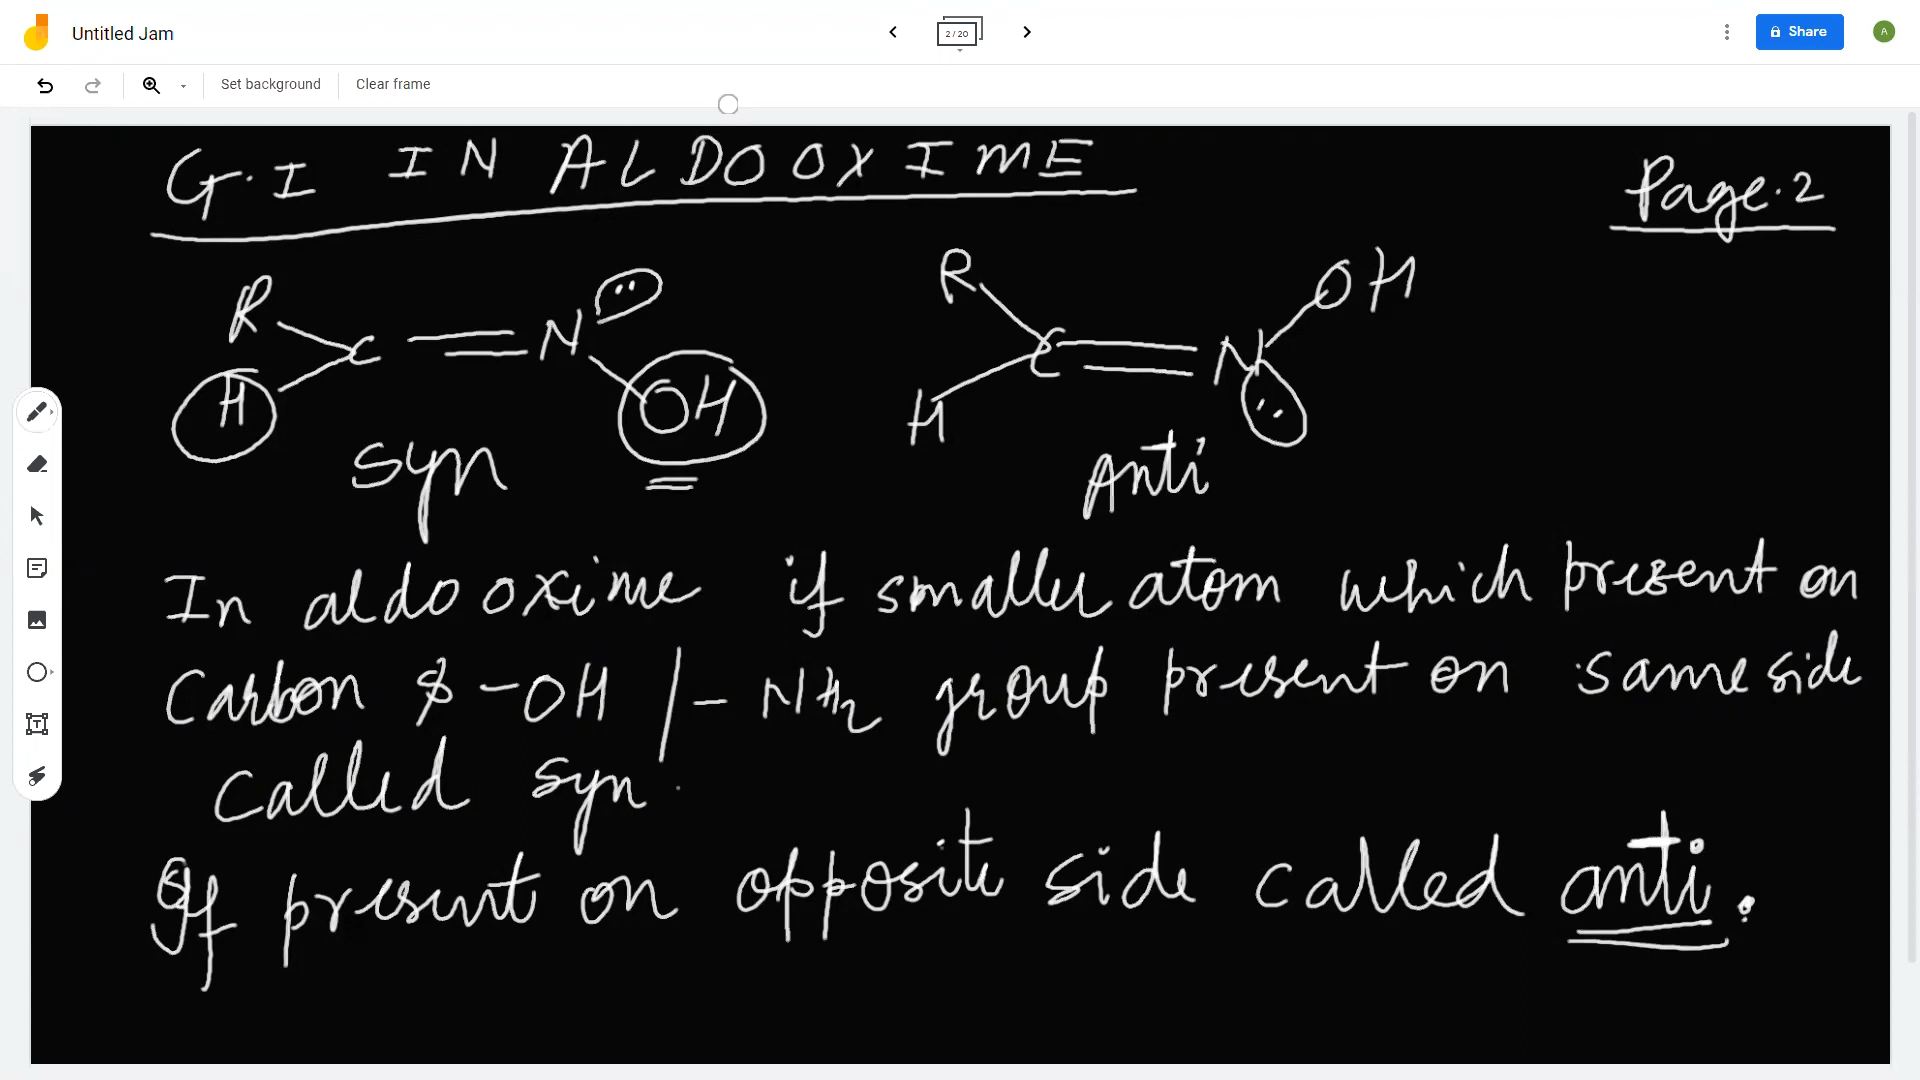 Untitled Jam
2 / 20
Share
A
Set background
Clear frame
G.I IN ALDOOXIME
Page.2
R
H
C
N
··
OH
Syn
R
H
C
N
OH
··
Anti
In aldo oxime if smaller atom which present on
Carbon & -OH / - NH2 group present on same side
Called syn.
If present on opposite side called anti.